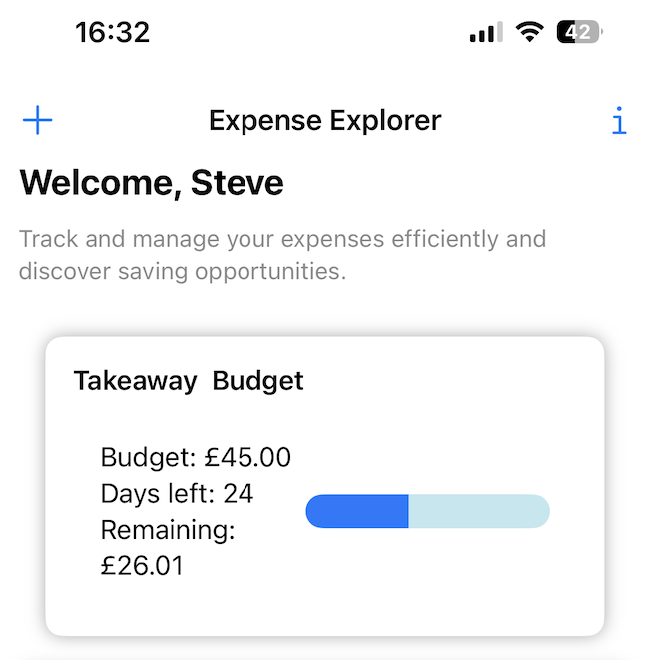 16:32
42
Expense Explorer
Welcome, Steve
Track and manage your expenses efficiently and
discover saving opportunities.
Takeaway  Budget
Budget: £45.00
Days left: 24
Remaining:
£26.01